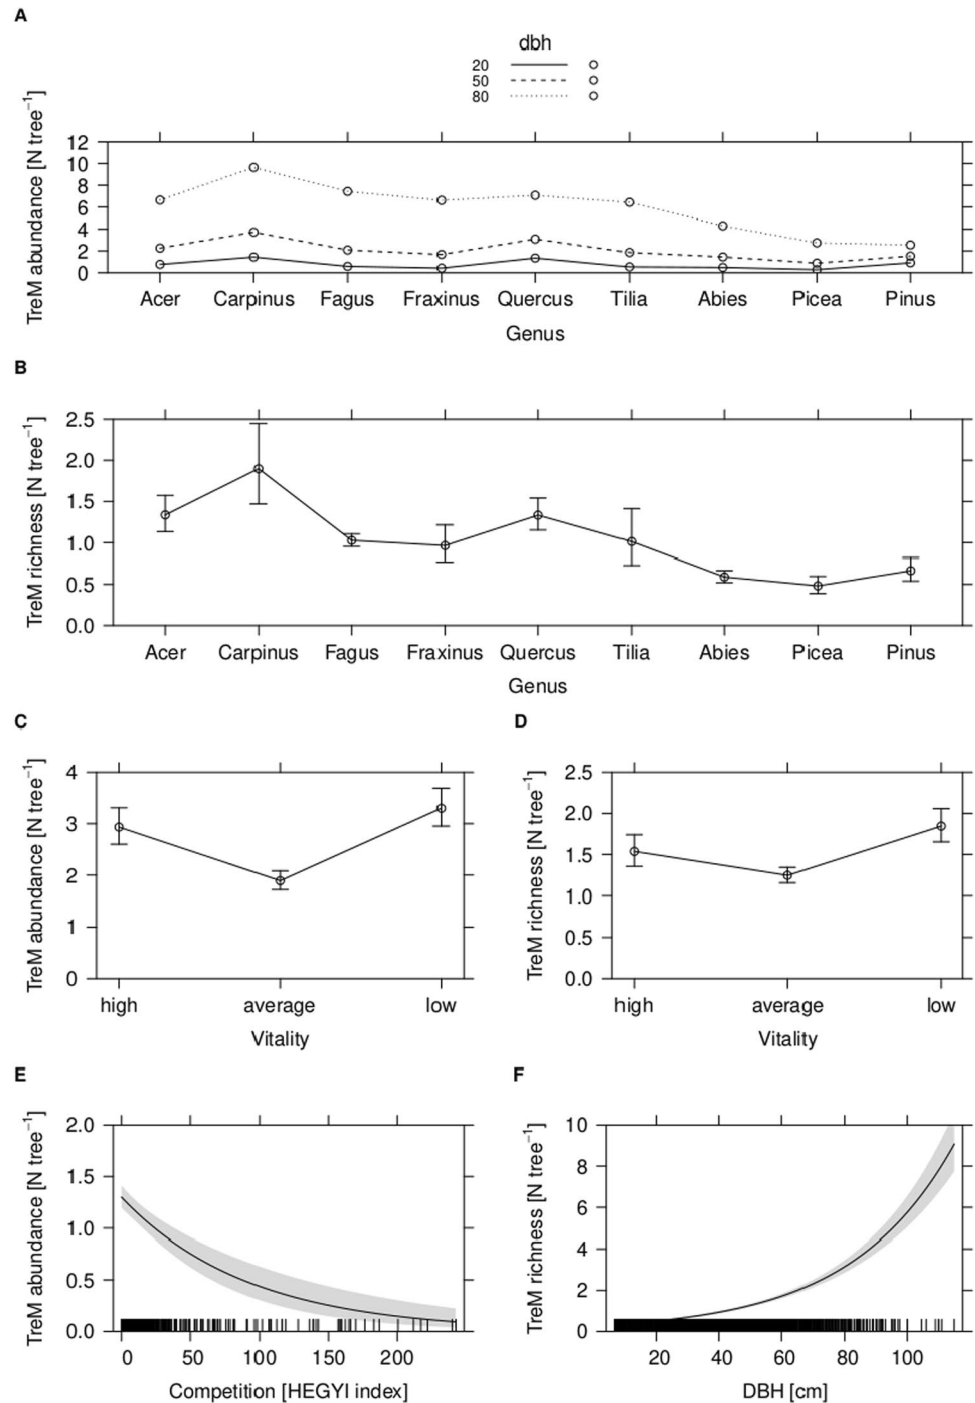 A
dbh
20
50
80
TreM abundance [N tree⁻¹]
12
10
8
6
4
2
0
Acer Carpinus Fagus Fraxinus Quercus Tilia Abies Picea Pinus
Genus
B
TreM richness [N tree⁻¹]
2.5
2.0
1.5
1.0
0.5
0.0
Acer Carpinus Fagus Fraxinus Quercus Tilia Abies Picea Pinus
Genus
C
TreM abundance [N tree⁻¹]
4
3
2
1
0
high average low
Vitality
D
TreM richness [N tree⁻¹]
2.5
2.0
1.5
1.0
0.5
0.0
high average low
Vitality
E
TreM abundance [N tree⁻¹]
2.0
1.5
1.0
0.5
0.0
0 50 100 150 200
Competition [HEGYI index]
F
TreM richness [N tree⁻¹]
10
8
6
4
2
0
20 40 60 80 100
DBH [cm]